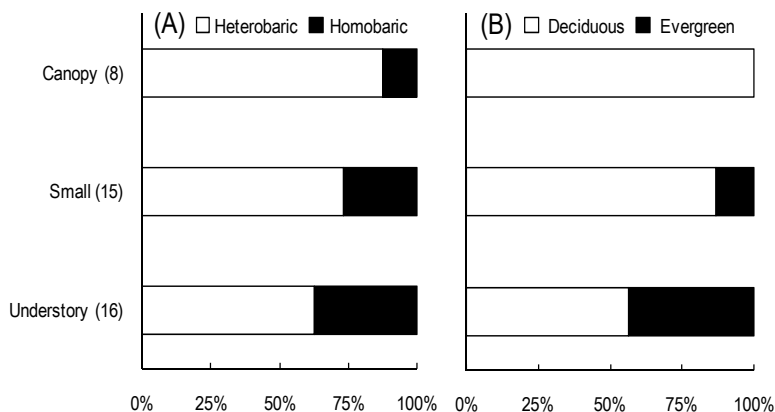 (A) Heterobaric Homobaric
(B) Deciduous Evergreen
Canopy (8)
Small (15)
Understory (16)
0% 25% 50% 75% 100%
0% 25% 50% 75% 100%